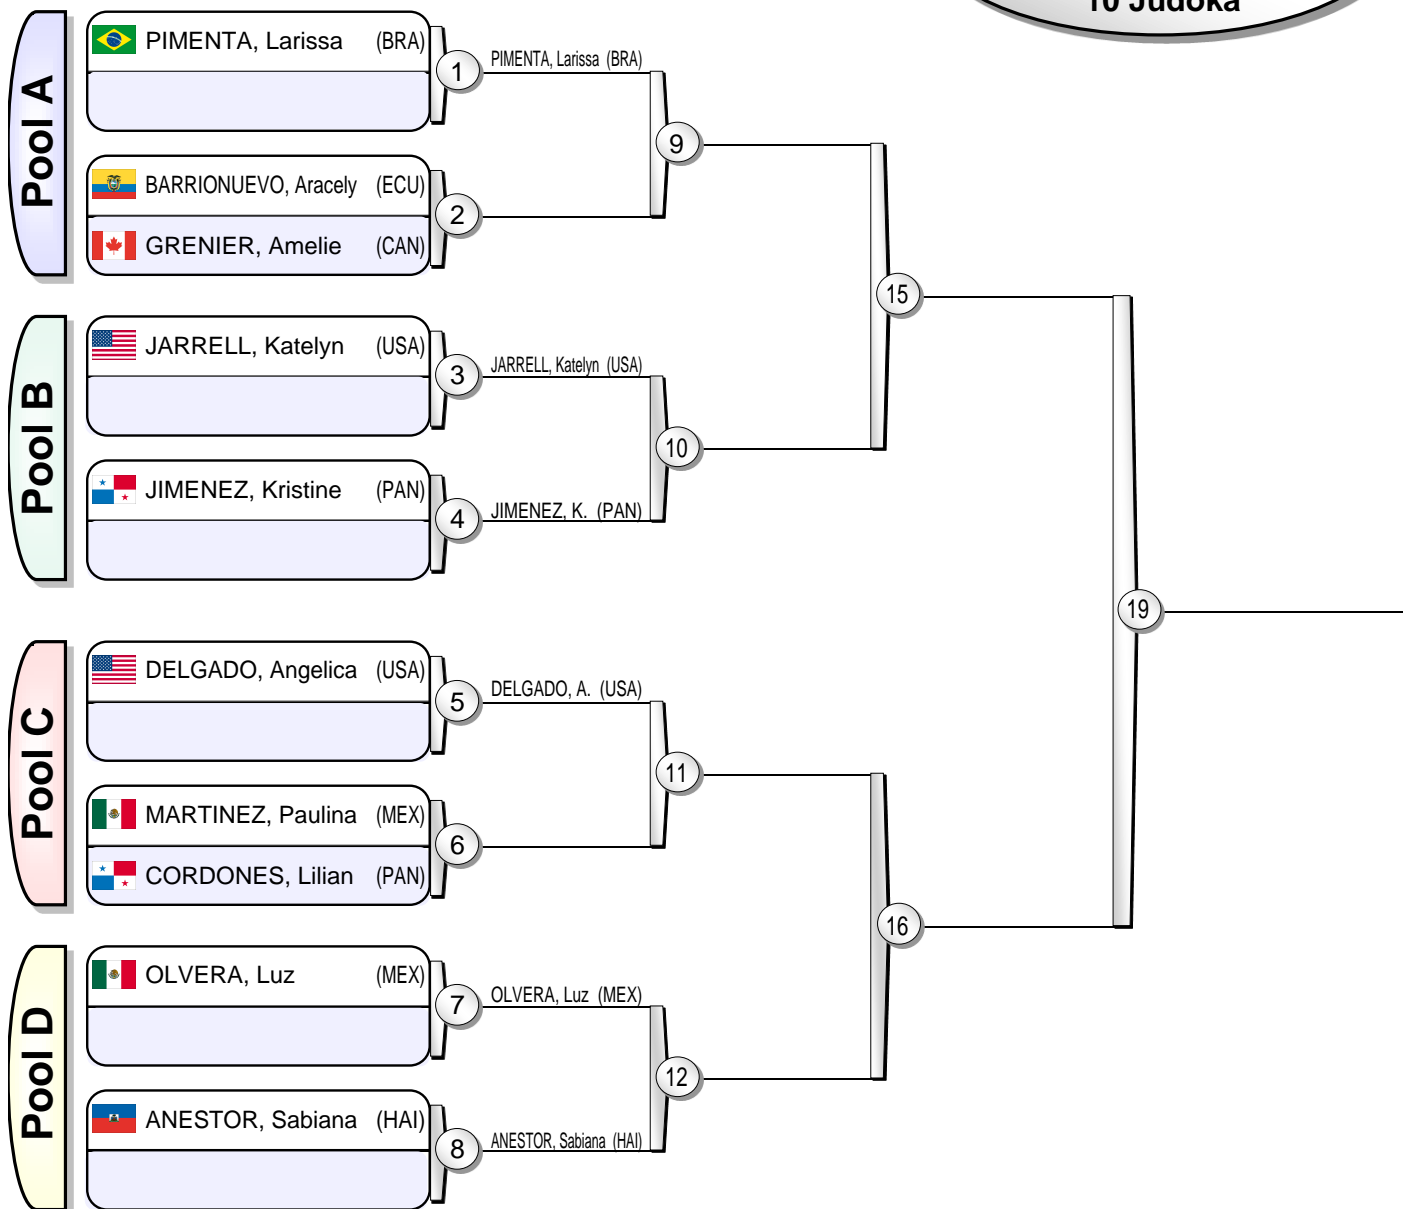 10 Judoka
Pool A
PIMENTA, Larissa (BRA)
1
PIMENTA, Larissa (BRA)
9
BARRIONUEVO, Aracely (ECU)
2
GRENIER, Amelie (CAN)
15
Pool B
JARRELL, Katelyn (USA)
3
JARRELL, Katelyn (USA)
10
JIMENEZ, Kristine (PAN)
4
JIMENEZ, K. (PAN)
19
Pool C
DELGADO, Angelica (USA)
5
DELGADO, A. (USA)
11
MARTINEZ, Paulina (MEX)
6
CORDONES, Lilian (PAN)
16
Pool D
OLVERA, Luz (MEX)
7
OLVERA, Luz (MEX)
12
ANESTOR, Sabiana (HAI)
8
ANESTOR, Sabiana (HAI)